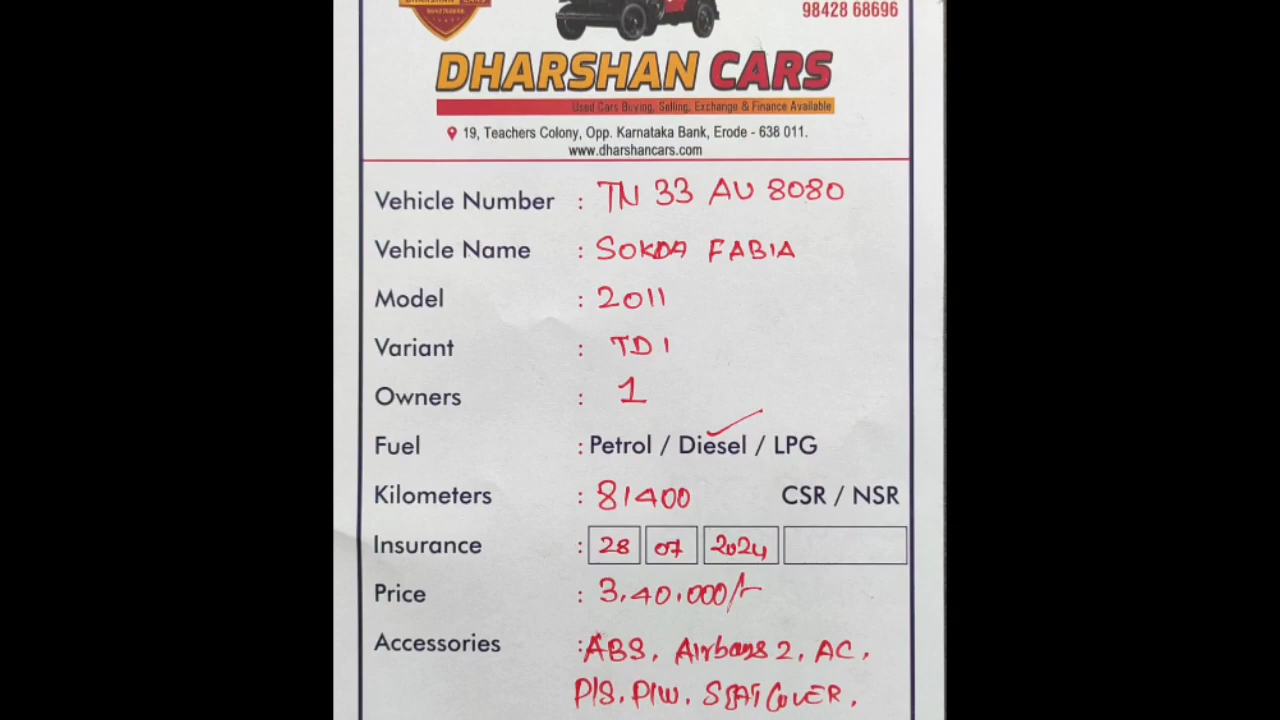 DHARSHAN CARS
98428 68696
DHARSHAN CARS
Used Cars Buying, Selling, Exchange & Finance Available
19, Teachers Colony, Opp. Karnataka Bank, Erode - 638 011.
www.dharshancars.com
Vehicle Number : TN 33 AU 8080
Vehicle Name : SOKDA FABIA
Model : 2011
Variant : TDI
Owners : 1
Fuel : Petrol / Diesel / LPG
Kilometers : 81400 CSR / NSR
Insurance : 28 07 2024
Price : 3,40,000/-
Accessories : ABS, Airbags 2, AC,
P/S, P/W, SEAT COVER,